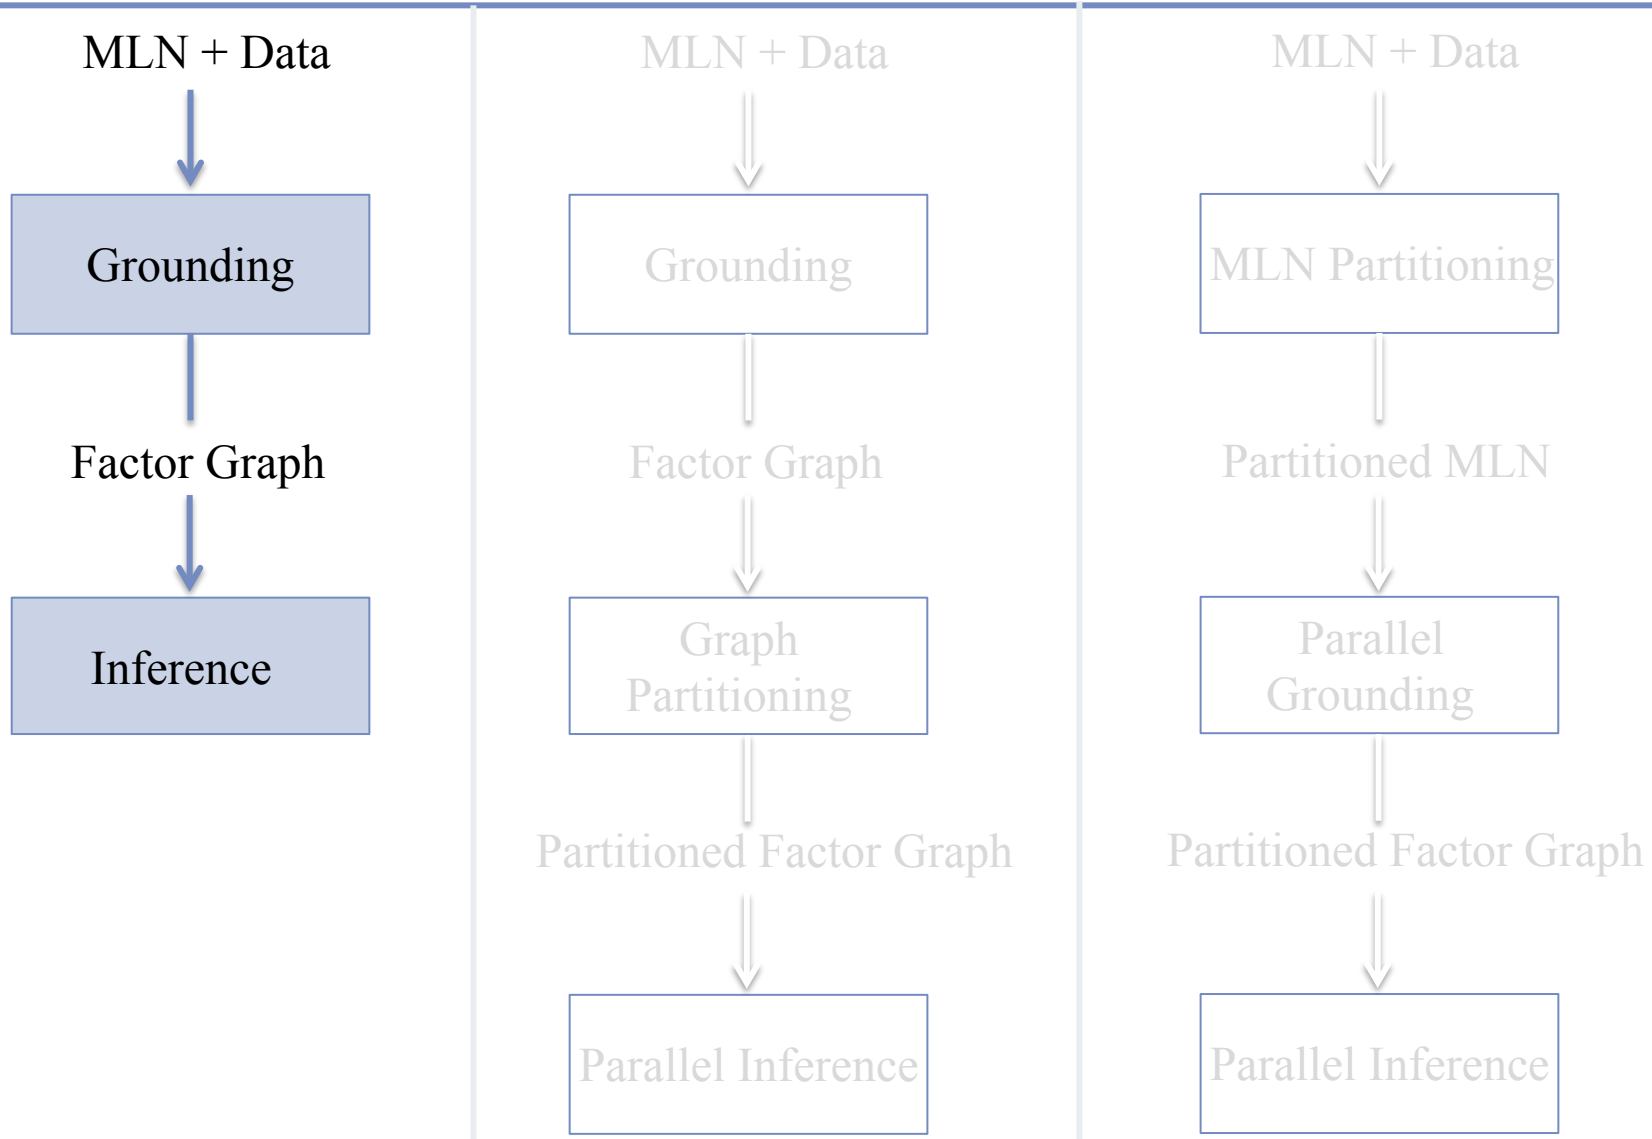 MLN + Data
Grounding
Factor Graph
Inference
MLN + Data
Grounding
Factor Graph
Graph
Partitioning
Partitioned Factor Graph
Parallel Inference
MLN + Data
MLN Partitioning
Partitioned MLN
Parallel
Grounding
Partitioned Factor Graph
Parallel Inference